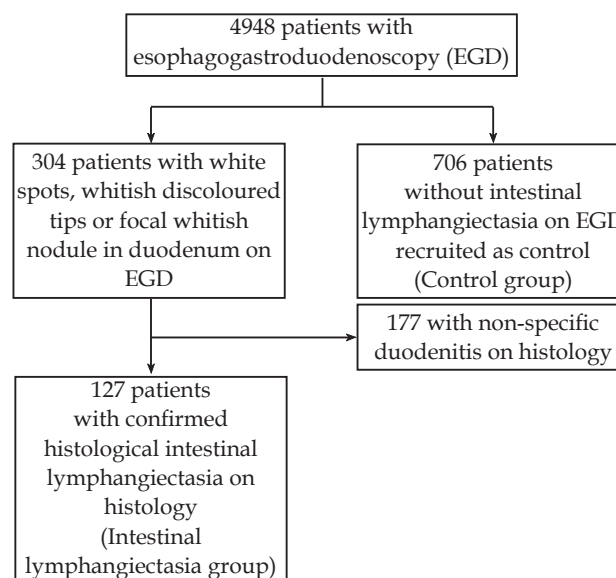 4948 patients with
esophagogastroduodenoscopy (EGD)
304 patients with white
spots, whitish discoloured
tips or focal whitish
nodule in duodenum on
EGD
706 patients
without intestinal
lymphangiectasia on EGD
recruited as control
(Control group)
177 with non-specific
duodenitis on histology
127 patients
with confirmed
histological intestinal
lymphangiectasia on
histology
(Intestinal
lymphangiectasia group)